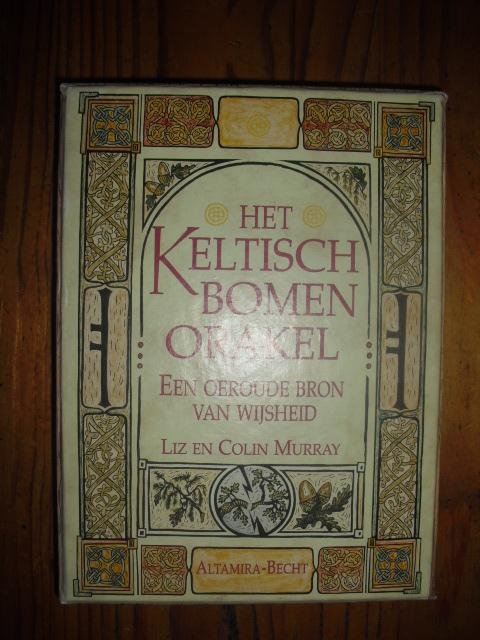 HET
KELTISCH
BOMEN
ORAKEL
EEN OEROUDE BRON
VAN WIJSHEID
LIZ EN COLIN MURRAY
ALTAMIRA-BECHT